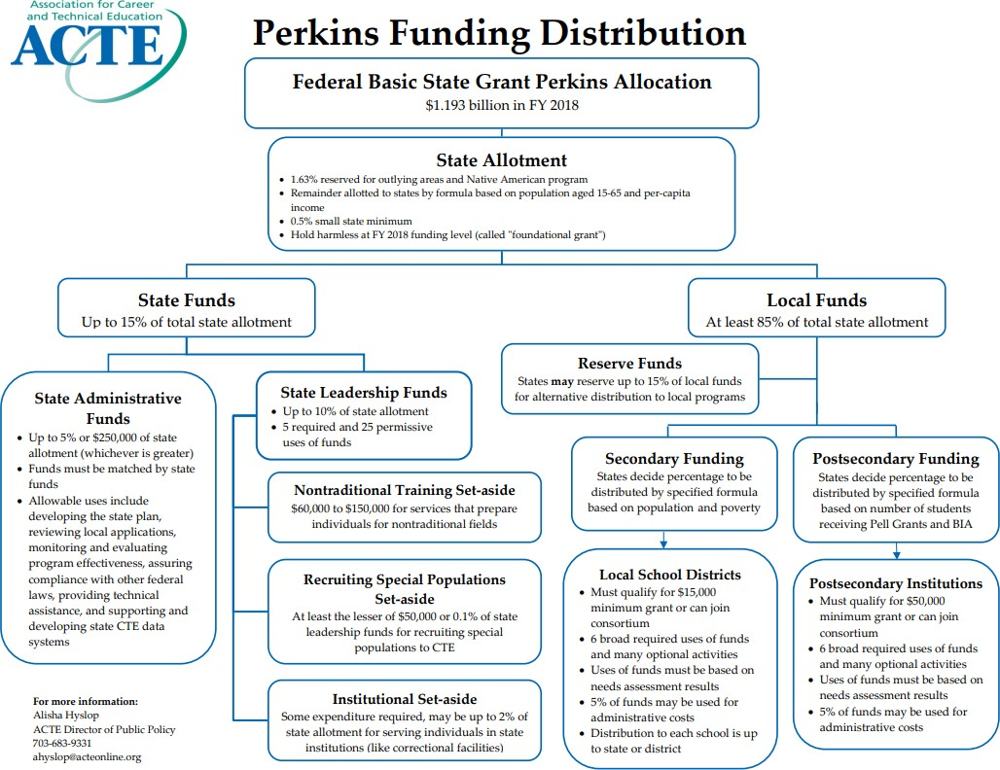 Association for Career
and Technical Education
ACTE
Perkins Funding Distribution
Federal Basic State Grant Perkins Allocation
$1.193 billion in FY 2018
State Allotment
• 1.63% reserved for outlying areas and Native American program
• Remainder allotted to states by formula based on population aged 15-65 and per-capita
income
• 0.5% small state minimum
• Hold harmless at FY 2018 funding level (called "foundational grant")
State Funds
Up to 15% of total state allotment
Local Funds
At least 85% of total state allotment
Reserve Funds
States may reserve up to 15% of local funds
for alternative distribution to local programs
State Administrative
Funds
• Up to 5% or $250,000 of state
allotment (whichever is greater)
• Funds must be matched by state
funds
• Allowable uses include
developing the state plan,
reviewing local applications,
monitoring and evaluating
program effectiveness, assuring
compliance with other federal
laws, providing technical
assistance, and supporting and
developing state CTE data
systems
State Leadership Funds
• Up to 10% of state allotment
• 5 required and 25 permissive
uses of funds
Nontraditional Training Set-aside
$60,000 to $150,000 for services that prepare
individuals for nontraditional fields
Recruiting Special Populations
Set-aside
At least the lesser of $50,000 or 0.1% of state
leadership funds for recruiting special
populations to CTE
Institutional Set-aside
Some expenditure required, may be up to 2% of
state allotment for serving individuals in state
institutions (like correctional facilities)
Secondary Funding
States decide percentage to be
distributed by specified formula
based on population and poverty
Postsecondary Funding
States decide percentage to be
distributed by specified formula
based on number of students
receiving Pell Grants and BIA
Local School Districts
• Must qualify for $15,000
minimum grant or can join
consortium
• 6 broad required uses of funds
and many optional activities
• Uses of funds must be based on
needs assessment results
• 5% of funds may be used for
administrative costs
• Distribution to each school is up
to state or district
Postsecondary Institutions
• Must qualify for $50,000
minimum grant or can join
consortium
• 6 broad required uses of funds
and many optional activities
• Uses of funds must be based on
needs assessment results
• 5% of funds may be used for
administrative costs
For more information:
Alisha Hyslop
ACTE Director of Public Policy
703-683-9331
ahyslop@acteonline.org